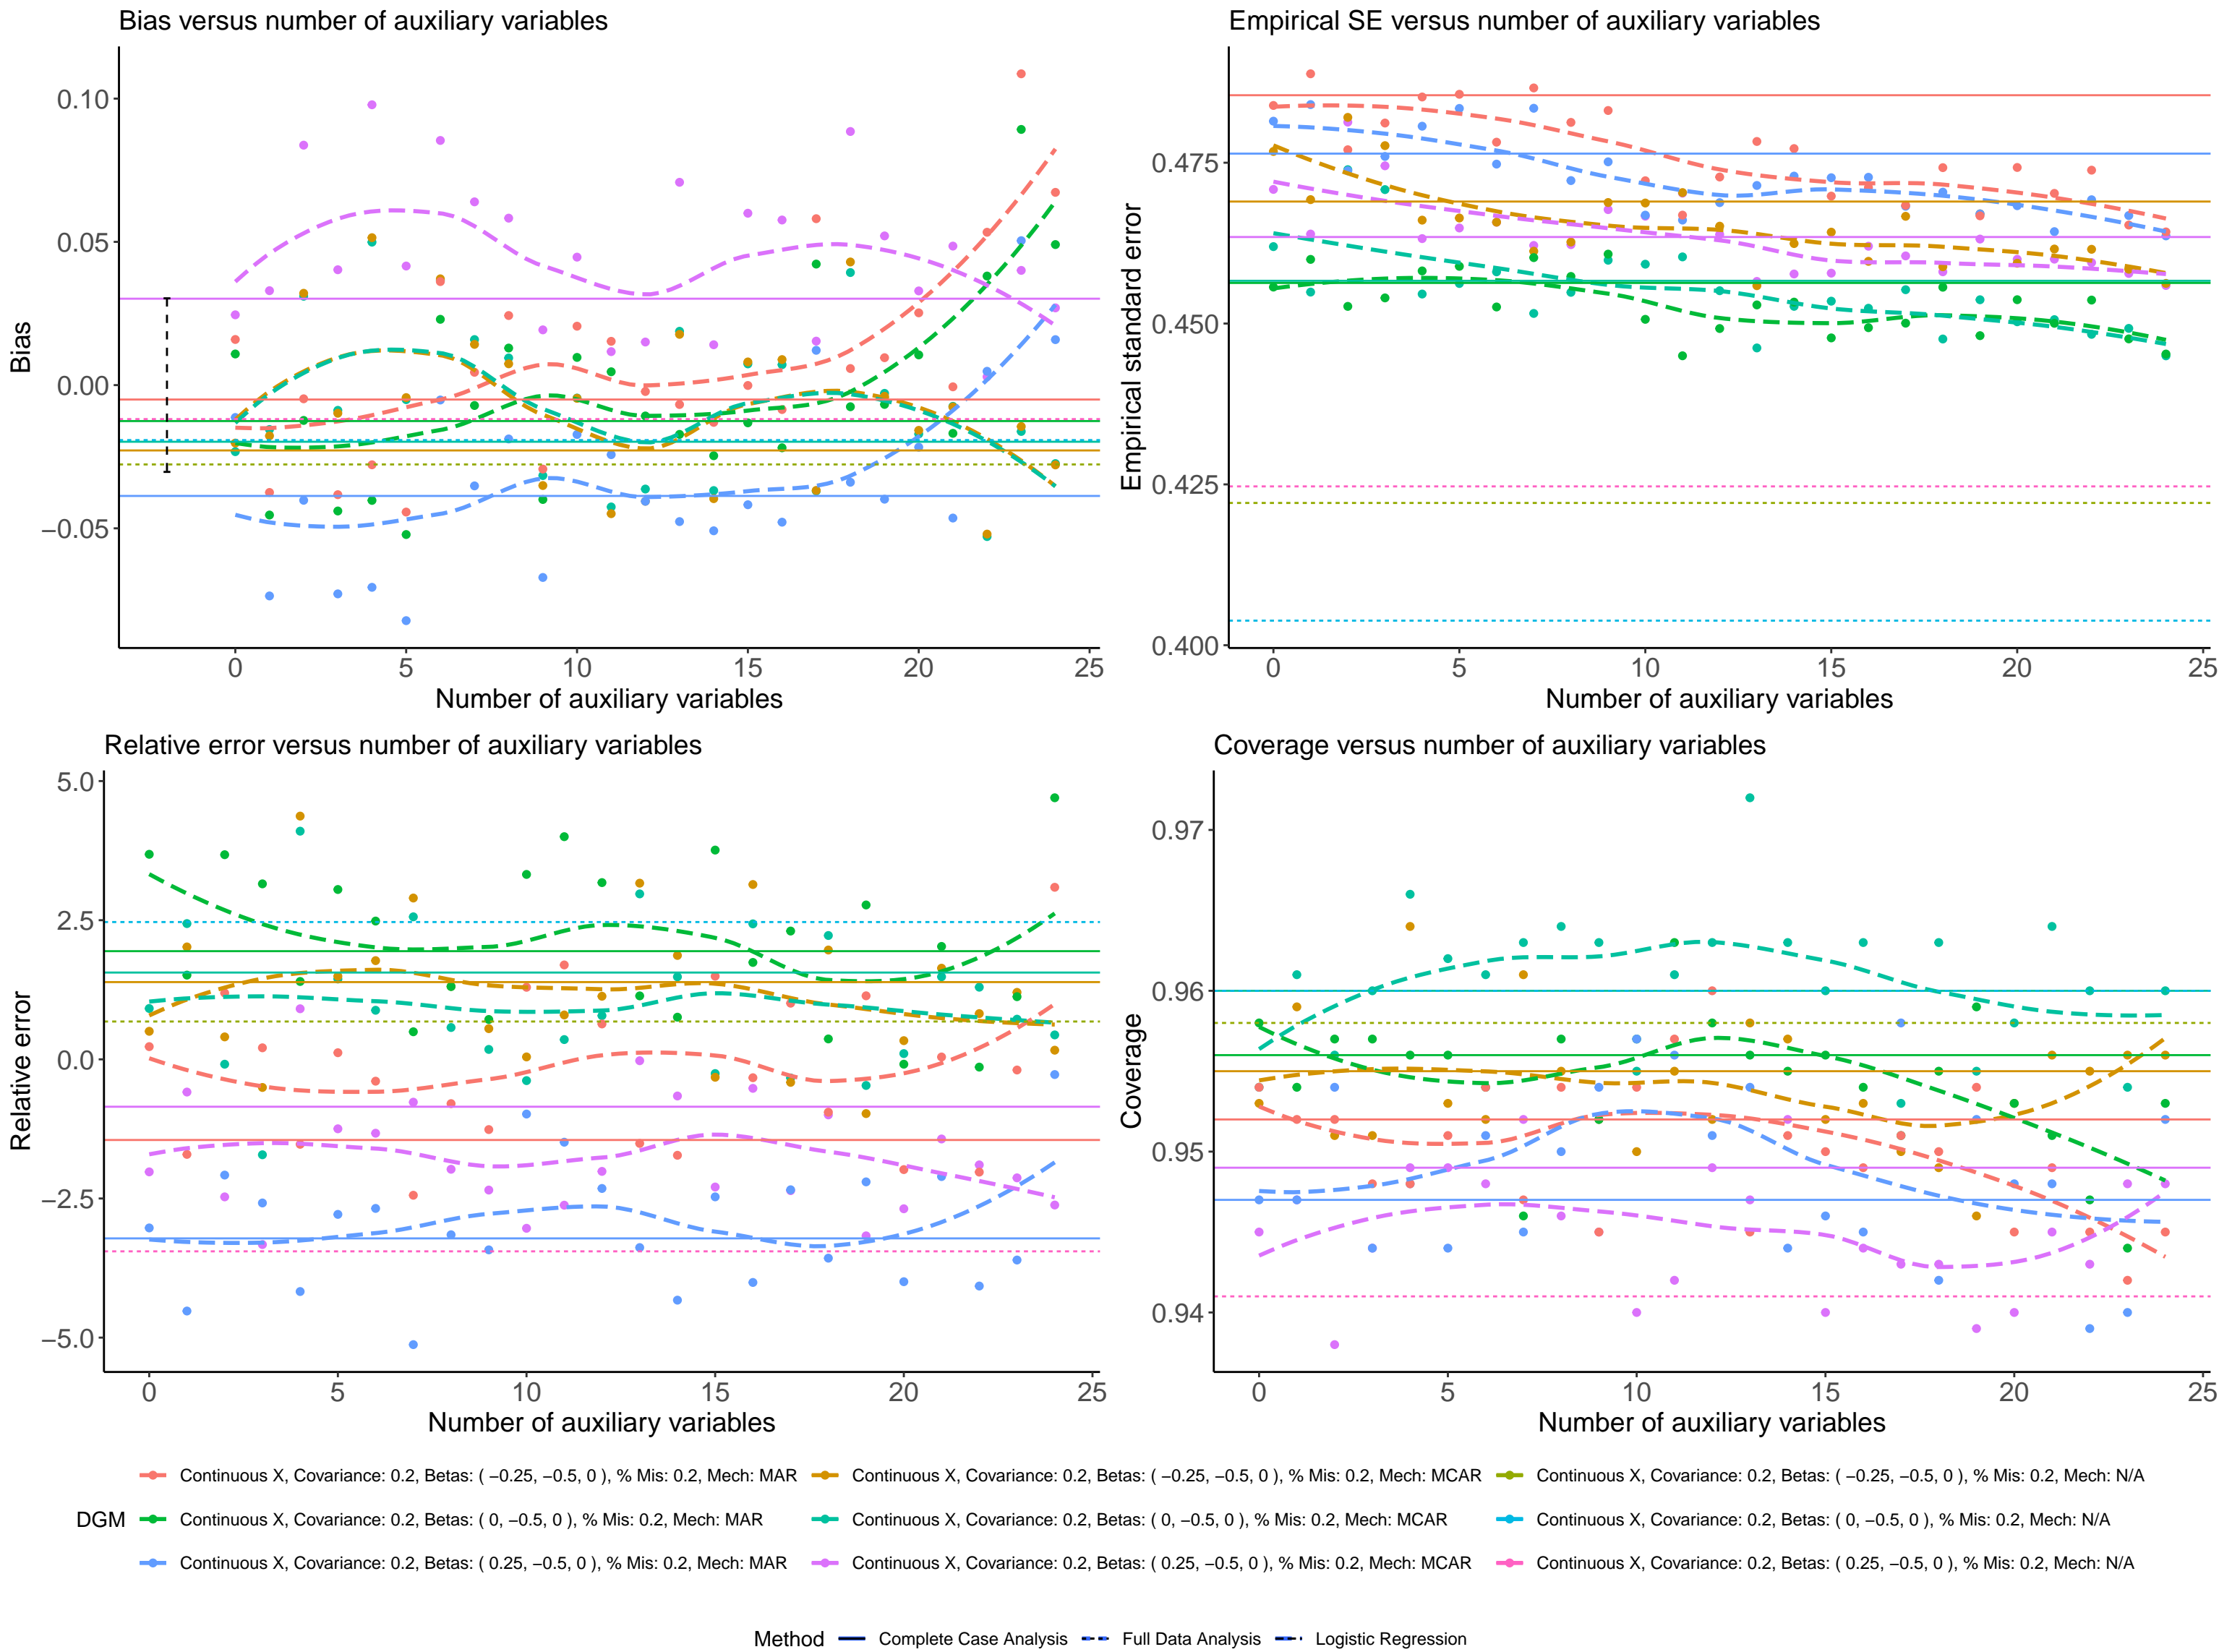 Bias versus number of auxiliary variables
Empirical SE versus number of auxiliary variables
0.10
0.05
0.00
−0.05
Bias
0 5 10 15 20 25
Number of auxiliary variables
0.475
0.450
0.425
0.400
Empirical standard error
0 5 10 15 20 25
Number of auxiliary variables
Relative error versus number of auxiliary variables
Coverage versus number of auxiliary variables
5.0
2.5
0.0
−2.5
−5.0
Relative error
0 5 10 15 20 25
Number of auxiliary variables
0.97
0.96
0.95
0.94
Coverage
0 5 10 15 20 25
Number of auxiliary variables
DGM
Continuous X, Covariance: 0.2, Betas: ( −0.25, −0.5, 0 ), % Mis: 0.2, Mech: MAR
Continuous X, Covariance: 0.2, Betas: ( −0.25, −0.5, 0 ), % Mis: 0.2, Mech: MCAR
Continuous X, Covariance: 0.2, Betas: ( −0.25, −0.5, 0 ), % Mis: 0.2, Mech: N/A
Continuous X, Covariance: 0.2, Betas: ( 0, −0.5, 0 ), % Mis: 0.2, Mech: MAR
Continuous X, Covariance: 0.2, Betas: ( 0, −0.5, 0 ), % Mis: 0.2, Mech: MCAR
Continuous X, Covariance: 0.2, Betas: ( 0, −0.5, 0 ), % Mis: 0.2, Mech: N/A
Continuous X, Covariance: 0.2, Betas: ( 0.25, −0.5, 0 ), % Mis: 0.2, Mech: MAR
Continuous X, Covariance: 0.2, Betas: ( 0.25, −0.5, 0 ), % Mis: 0.2, Mech: MCAR
Continuous X, Covariance: 0.2, Betas: ( 0.25, −0.5, 0 ), % Mis: 0.2, Mech: N/A
Method Complete Case Analysis Full Data Analysis Logistic Regression